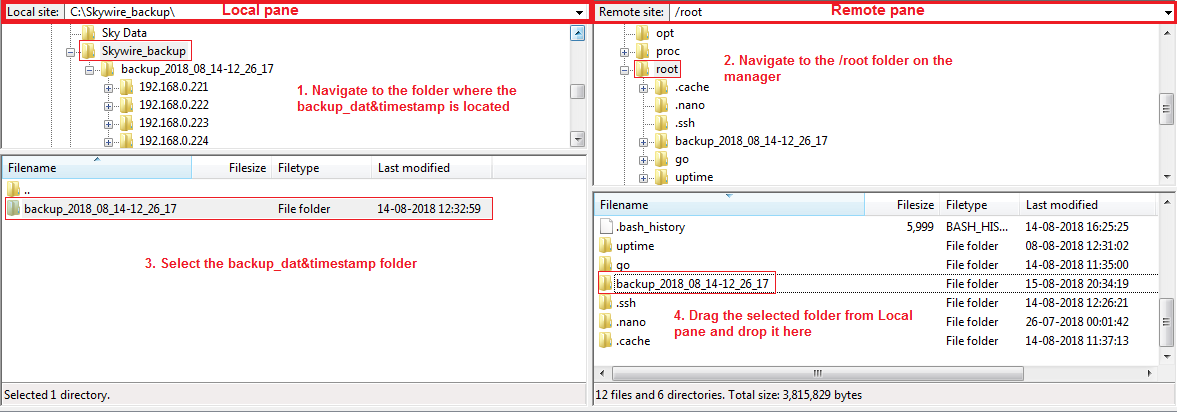 Local site: C:\Skywire_backup\ Local pane
Sky Data
Skywire_backup
backup_2018_08_14-12_26_17
192.168.0.221
192.168.0.222
192.168.0.223
192.168.0.224
1. Navigate to the folder where the
backup_dat&timestamp is located
Filename Filesize Filetype Last modified
..
backup_2018_08_14-12_26_17 File folder 14-08-2018 12:32:59
3. Select the backup_dat&timestamp folder
Selected 1 directory.
Remote site: /root Remote pane
opt
proc
root
.cache
.nano
.ssh
backup_2018_08_14-12_26_17
go
uptime
2. Navigate to the /root folder on the
manager
Filename Filesize Filetype Last modified
.bash_history 5,999 BASH_HIS... 14-08-2018 16:25:25
uptime File folder 08-08-2018 12:31:02
go File folder 14-08-2018 11:35:00
backup_2018_08_14-12_26_17 File folder 15-08-2018 20:34:19
.ssh File folder 14-08-2018 12:26:21
.nano File folder 26-07-2018 00:01:42
.cache File folder 14-08-2018 11:37:13
4. Drag the selected folder from Local
pane and drop it here
12 files and 6 directories. Total size: 3,815,829 bytes